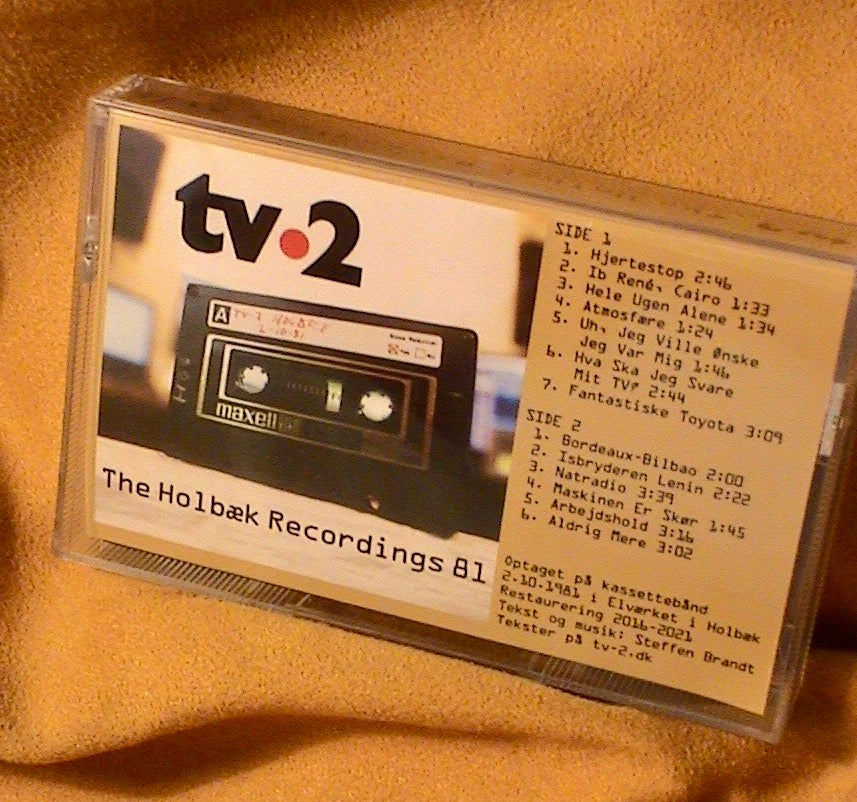 tv·2
A
maxell
The Holbæk Recordings 81
SIDE 1
1. Hjertestop 2:46
2. Ib René, Cairo 1:33
3. Hele Ugen Alene 1:34
4. Atmosfære 1:24
5. Uh, Jeg Ville Ønske
Jeg Var Mig 1:46
6. Hva Ska Jeg Svare
Mit TV? 2:44
7. Fantastiske Toyota 3:09
SIDE 2
1. Bordeaux-Bilbao 2:00
2. Isbryderen Lenin 2:22
3. Natradio 3:39
4. Maskinen Er Skør 1:45
5. Arbejdshold 3:16
6. Aldrig Mere 3:02
Optaget på kassettebånd
2.10.1981 i Elværket i Holbæk
Restaurering 2016-2021
Tekst og musik: Steffen Brandt
Tekster på tv-2.dk